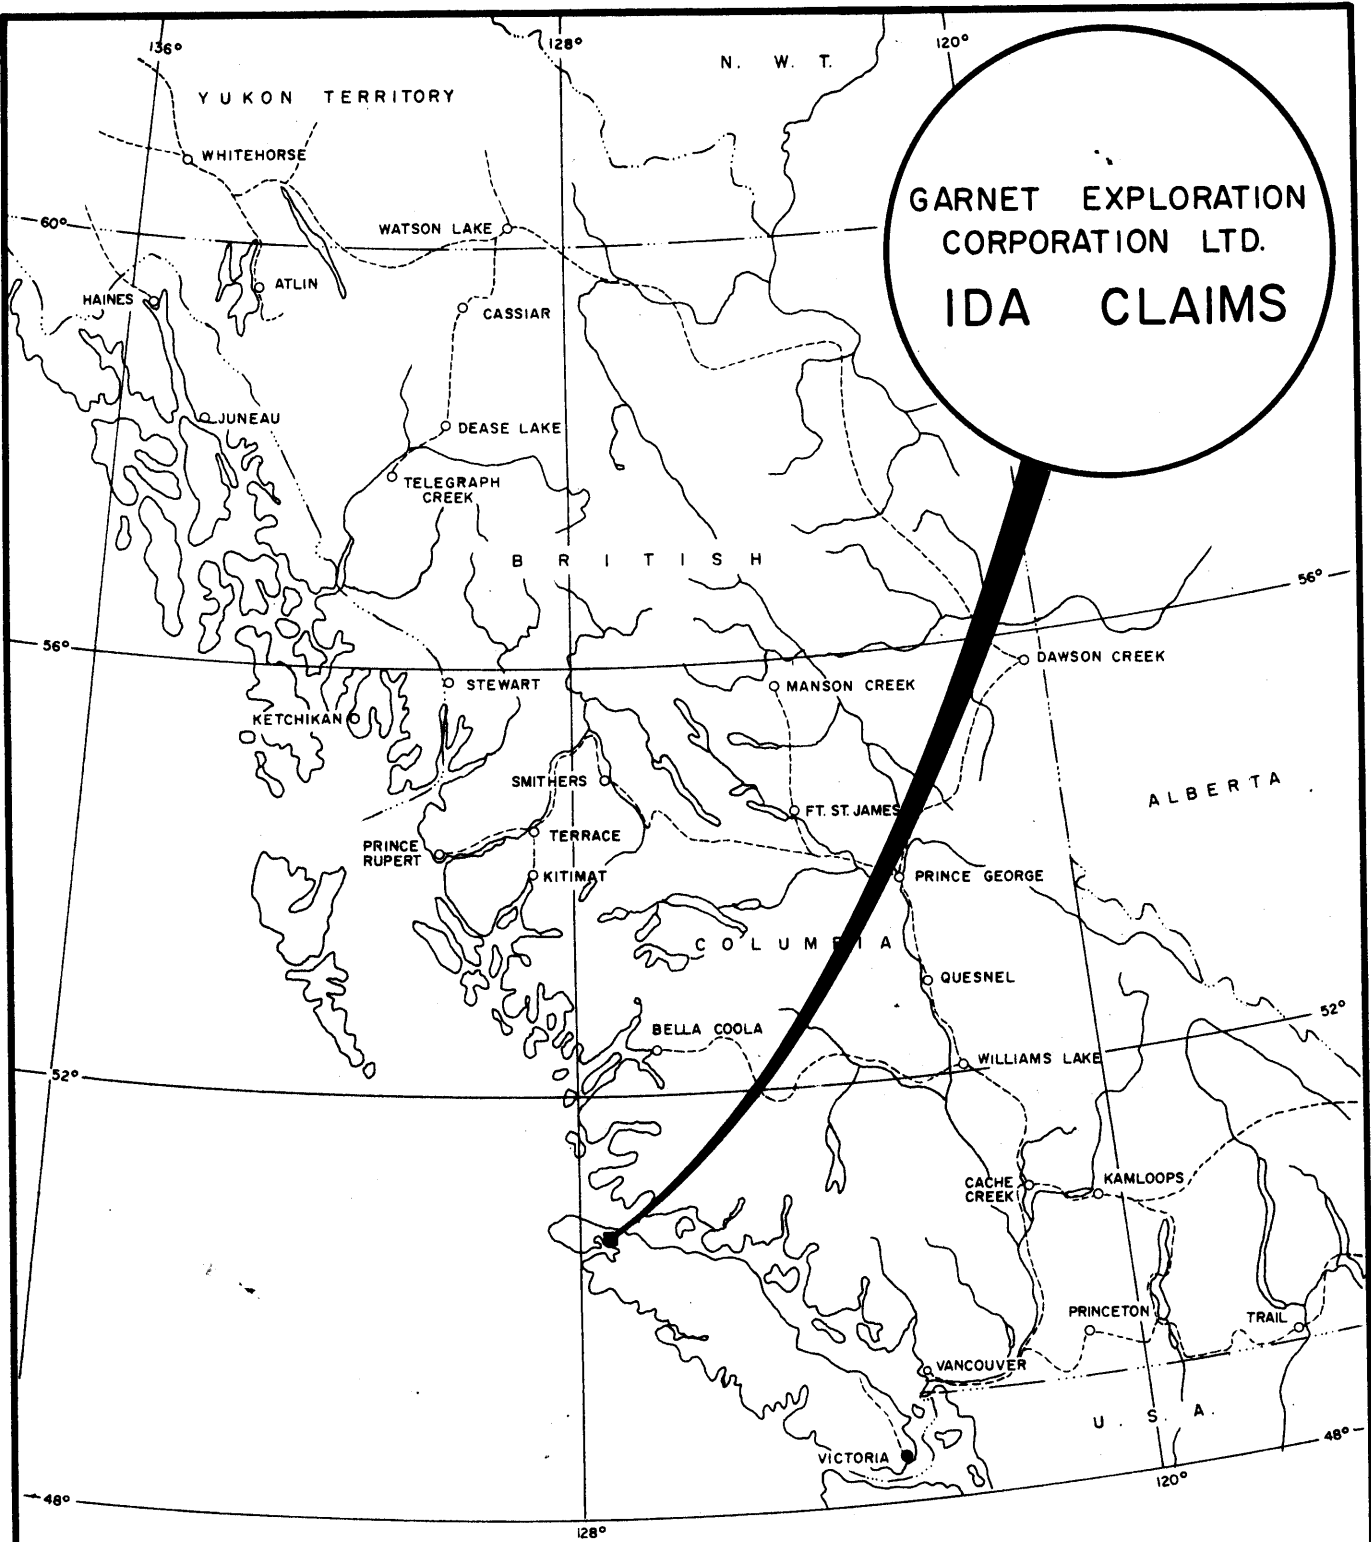 136°
128°
120°
N. W. T.
YUKON TERRITORY
WHITEHORSE
GARNET EXPLORATION
CORPORATION LTD.
IDA CLAIMS
60°
WATSON LAKE
ATLIN
HAINES
CASSIAR
JUNEAU
DEASE LAKE
TELEGRAPH
CREEK
BRITISH
56°
56°
DAWSON CREEK
STEWART
MANSON CREEK
KETCHIKAN
SMITHERS
ALBERTA
FT. ST. JAMES
TERRACE
PRINCE
RUPERT
KITIMAT
PRINCE GEORGE
COLUMBIA
QUESNEL
52°
BELLA COOLA
WILLIAMS LAKE
52°
CACHE
CREEK
KAMLOOPS
PRINCETON
TRAIL
VANCOUVER
U. S. A.
48°
VICTORIA
120°
48°
128°